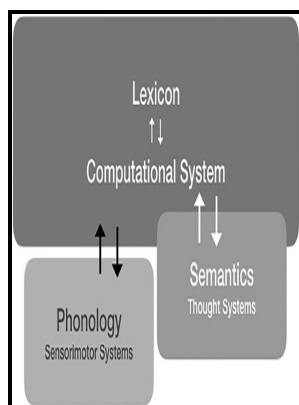 Lexicon
Computational System
Semantics
Thought Systems
Phonology
Sensorimotor Systems